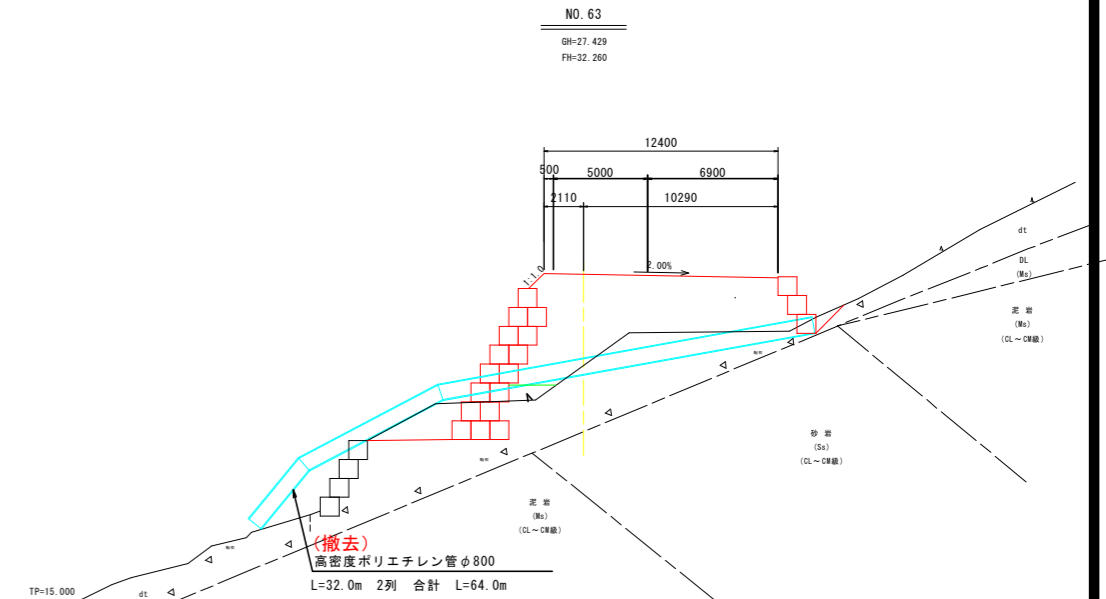 NO. 63
GH=27. 429
FH=32. 260
12400
500
5000
6900
2110
10290
1:1.0
2.00%
dt
DL
(Ms)
泥 岩
(Ms)
(CL～CM級)
砂 岩
(Ss)
(CL～CM級)
泥 岩
(Ms)
(CL～CM級)
(撤去)
高密度ポリエチレン管φ800
L=32.0m 2列 合計 L=64.0m
TP=15.000
dt